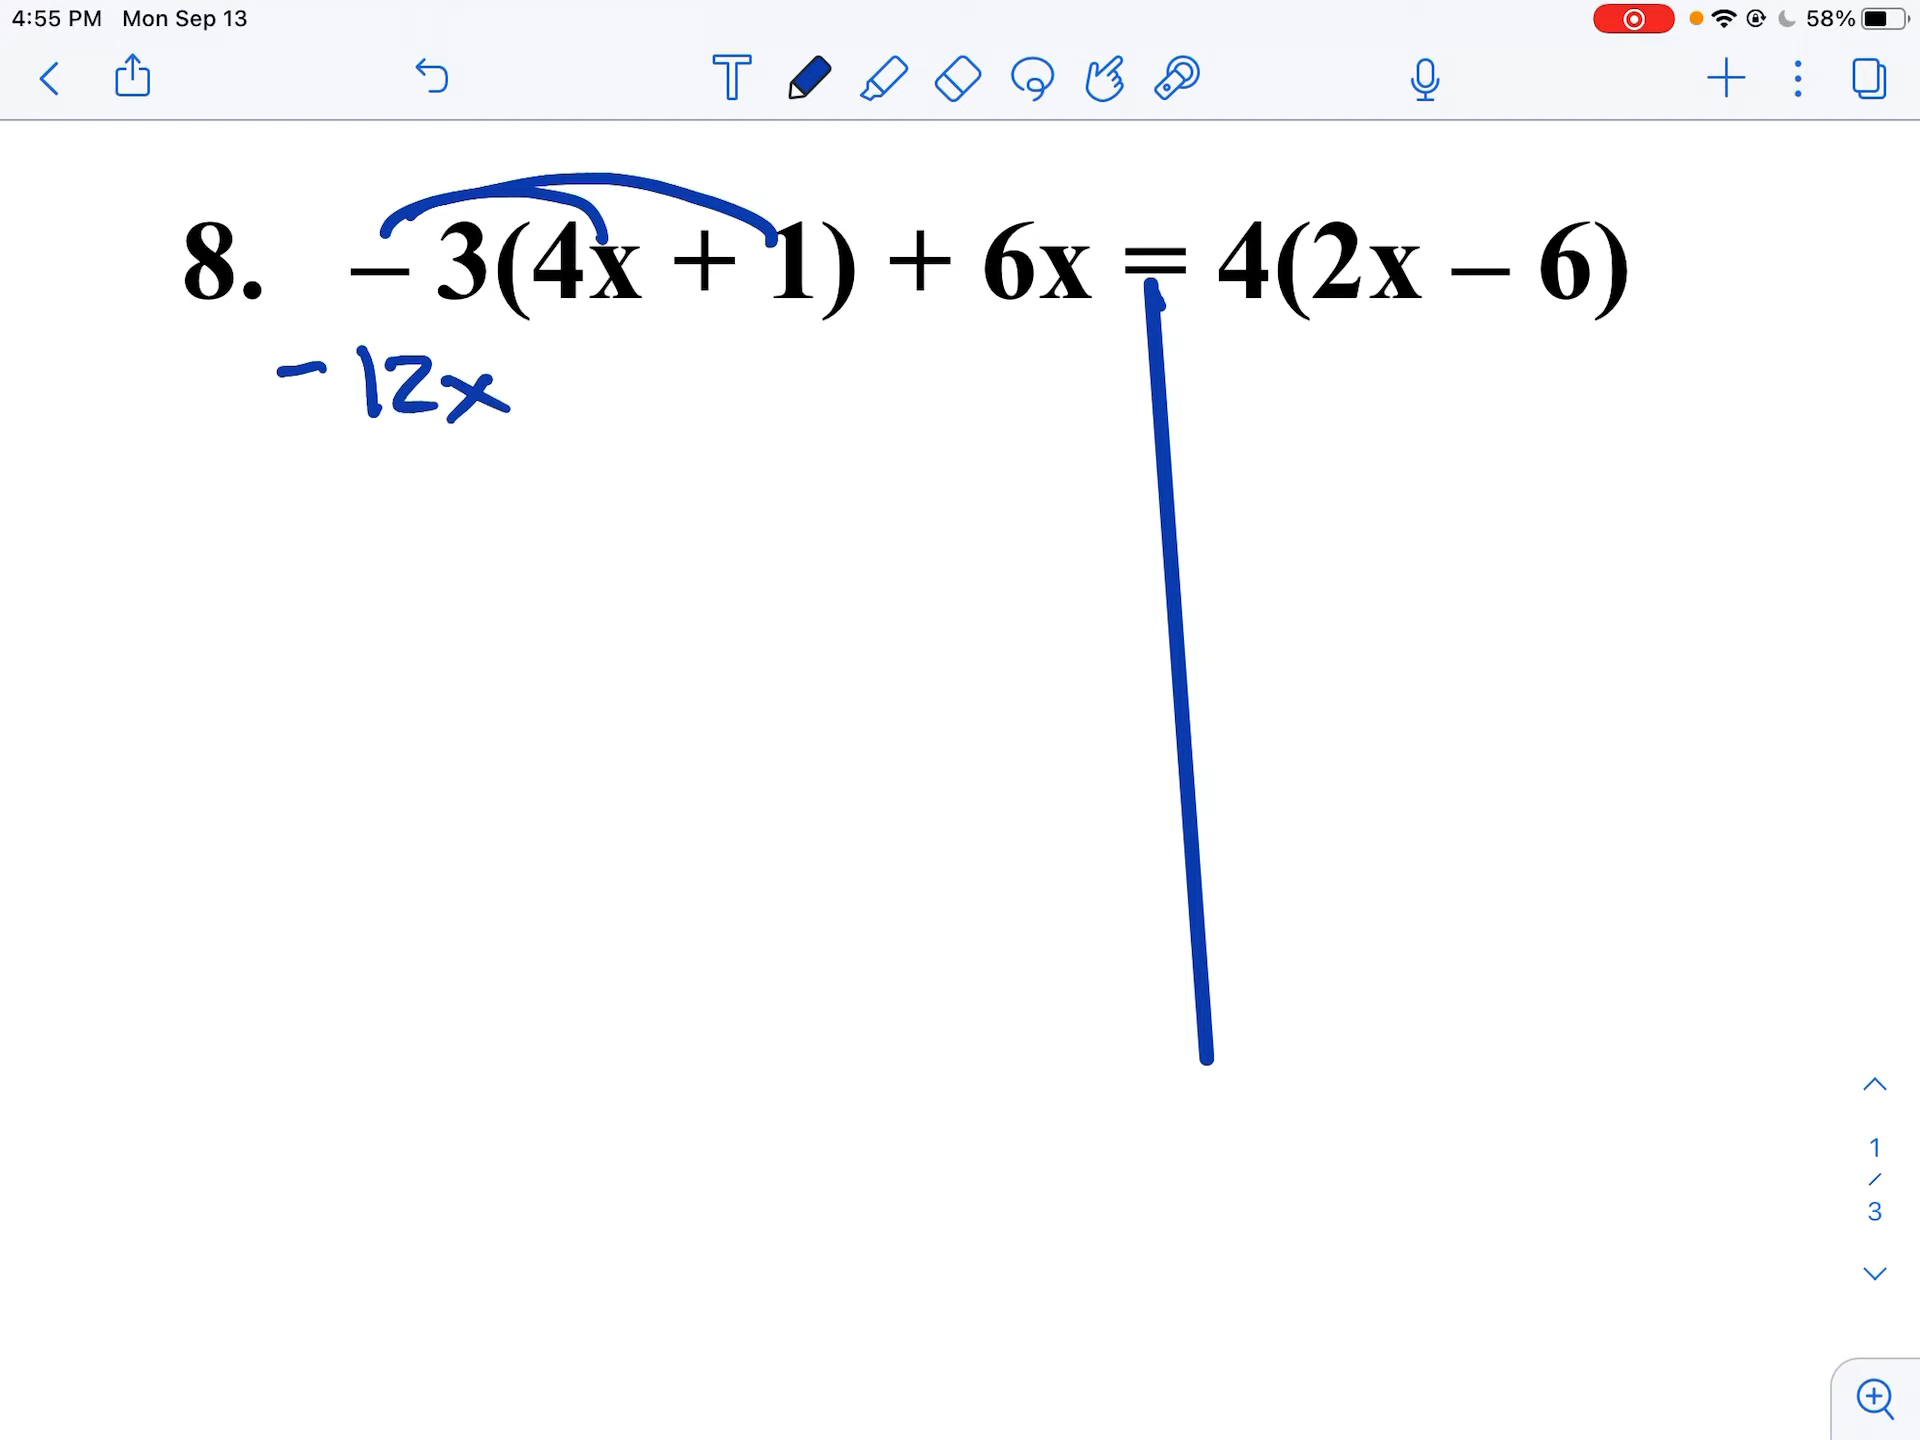 4:55 PM Mon Sep 13 58%
T
8. – 3(4x + 1) + 6x = 4(2x – 6)
-12x
1
/
3